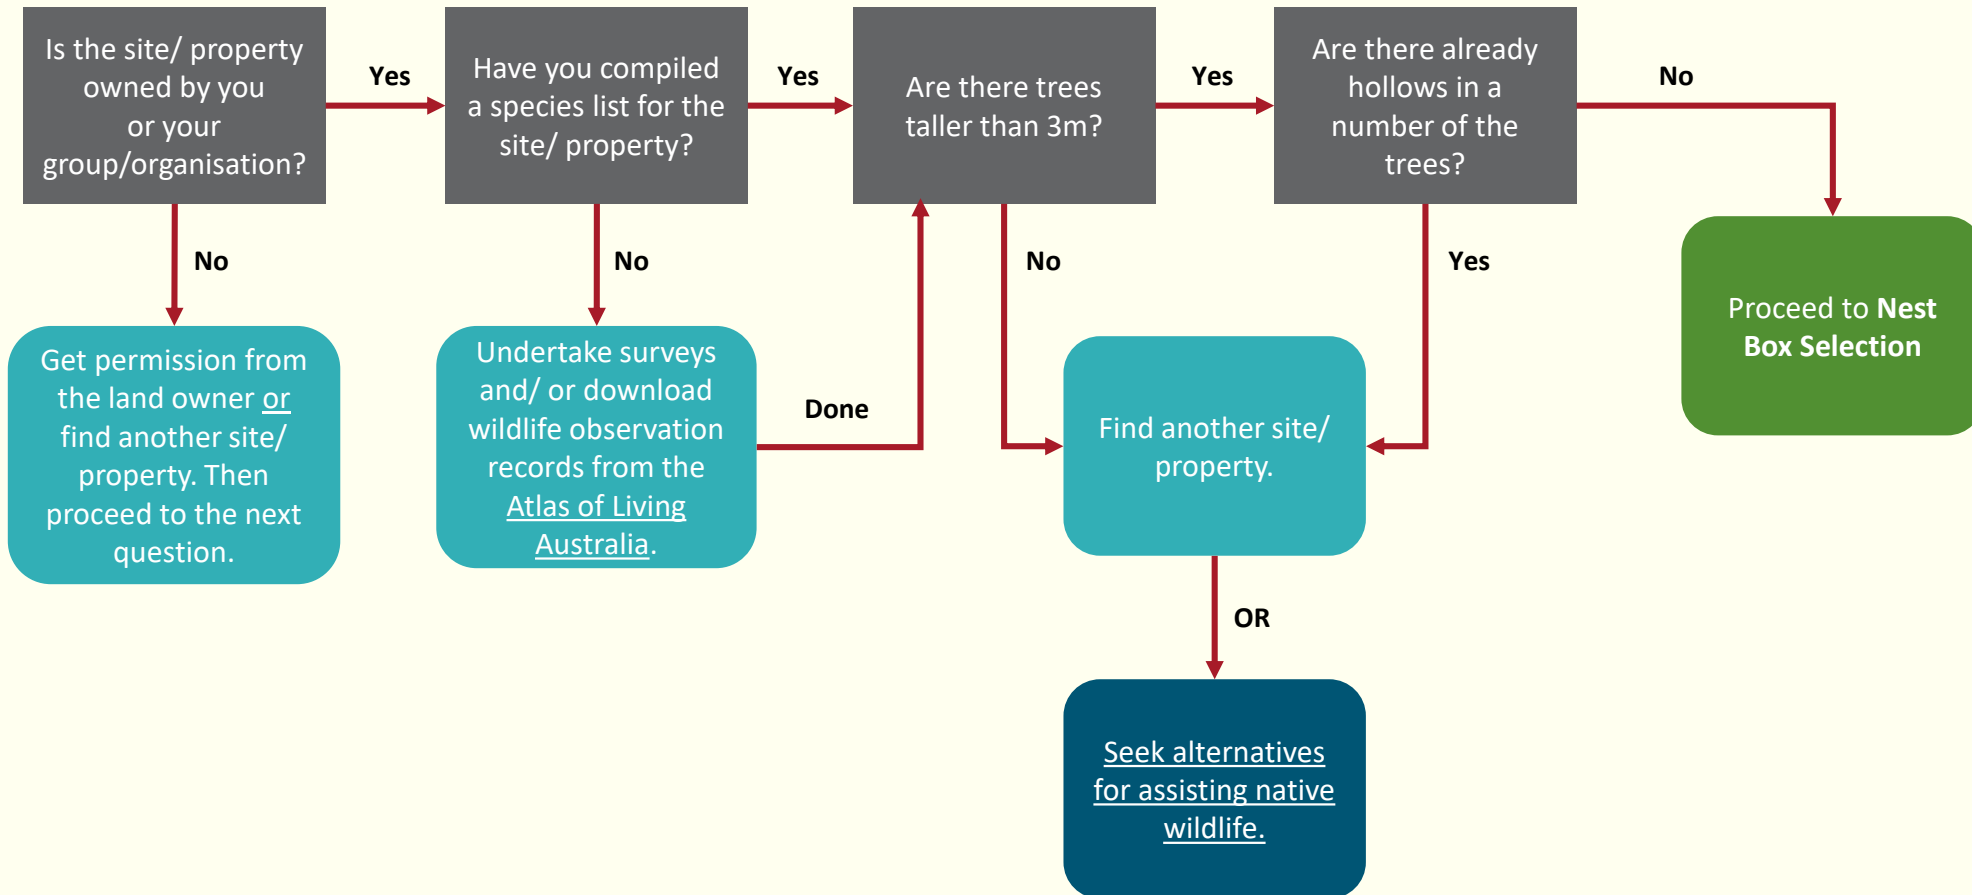 Is the site/ property
owned by you
or your
group/organisation?
Yes
Have you compiled
a species list for the
site/ property?
Yes
Are there trees
taller than 3m?
Yes
Are there already
hollows in a
number of the
trees?
No
No
No
No
Yes
Get permission from
the land owner or
find another site/
property. Then
proceed to the next
question.
Undertake surveys
and/ or download
wildlife observation
records from the
Atlas of Living
Australia.
Done
Find another site/
property.
Proceed to Nest
Box Selection
OR
Seek alternatives
for assisting native
wildlife.